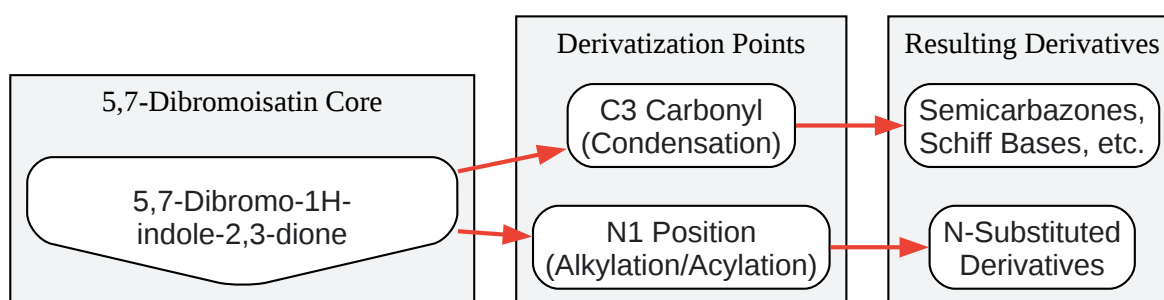 5,7-Dibromoisatin Core
5,7-Dibromo-1H-
indole-2,3-dione
Derivatization Points
C3 Carbonyl
(Condensation)
N1 Position
(Alkylation/Acylation)
Resulting Derivatives
Semicarbazones,
Schiff Bases, etc.
N-Substituted
Derivatives